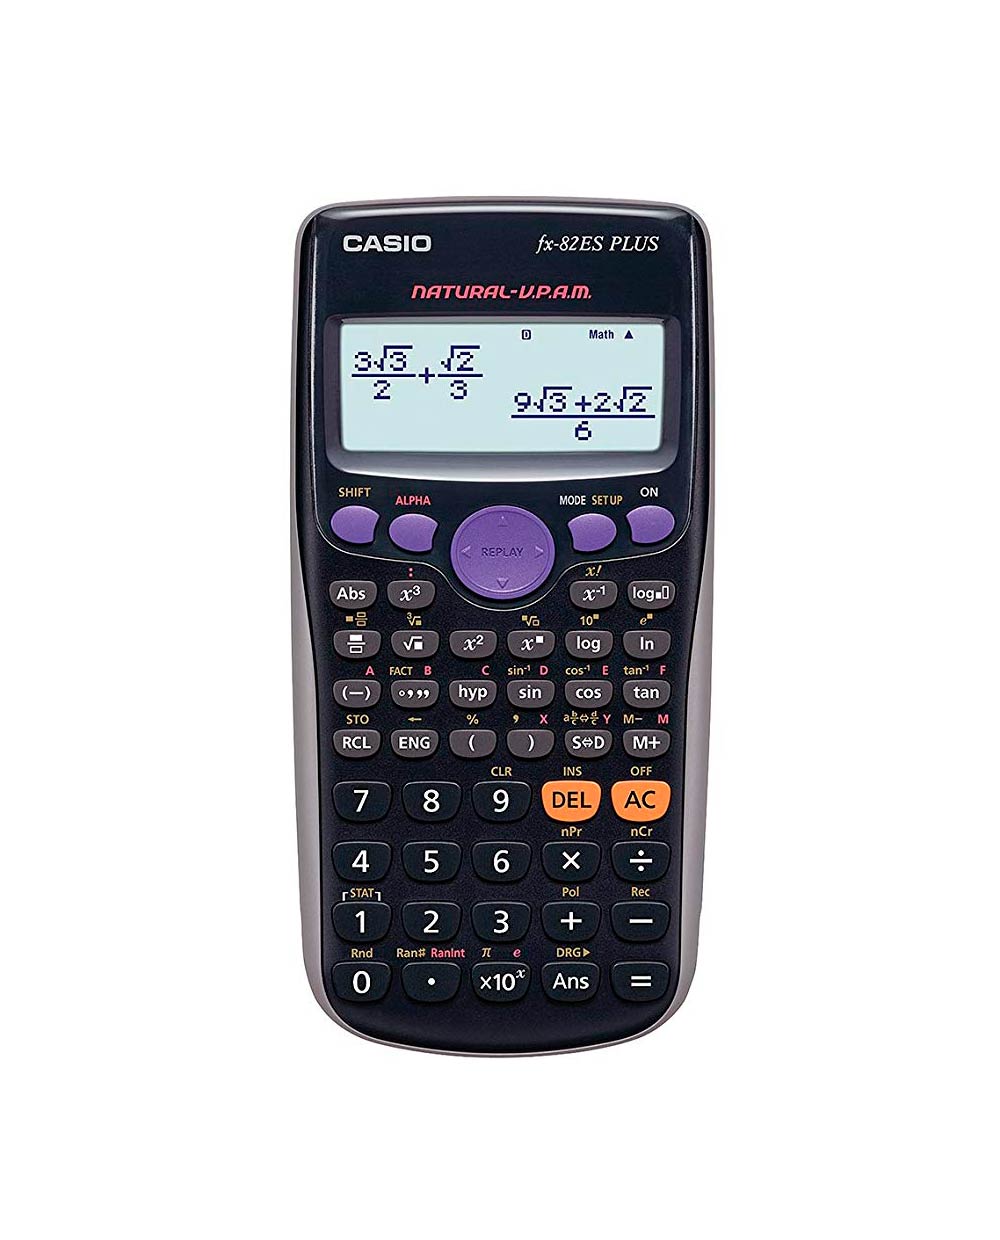 CASIO fx-82ES PLUS
NATURAL-V.P.A.M.
D Math ▲
3√3/2 + √2/3
9√3+2√2/6
SHIFT ALPHA MODE SETUP ON
REPLAY
: x!
Abs x³ x⁻¹ log■□
■□/□ ³√■ ■√□ 10■ e■
■/□ √■ x² x■ log ln
A FACT B C sin⁻¹ D cos⁻¹ E tan⁻¹ F
(−) °,,, hyp sin cos tan
STO ← % , X a b/c⇔d/c Y M− M
RCL ENG ( ) S⇔D M+
CLR INS OFF
7 8 9 DEL AC
nPr nCr
4 5 6 × ÷
STAT Pol Rec
1 2 3 + −
Rnd Ran# RanInt π e DRG▶
0 . ×10ˣ Ans =